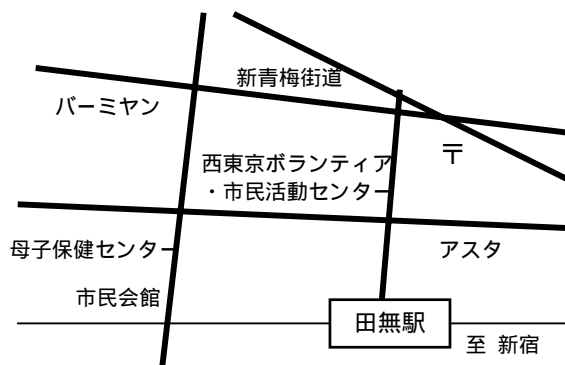 新青梅街道
バーミヤン
〒
西東京ボランティア
・市民活動センター
母子保健センター
アスタ
市民会館
田無駅
至 新宿